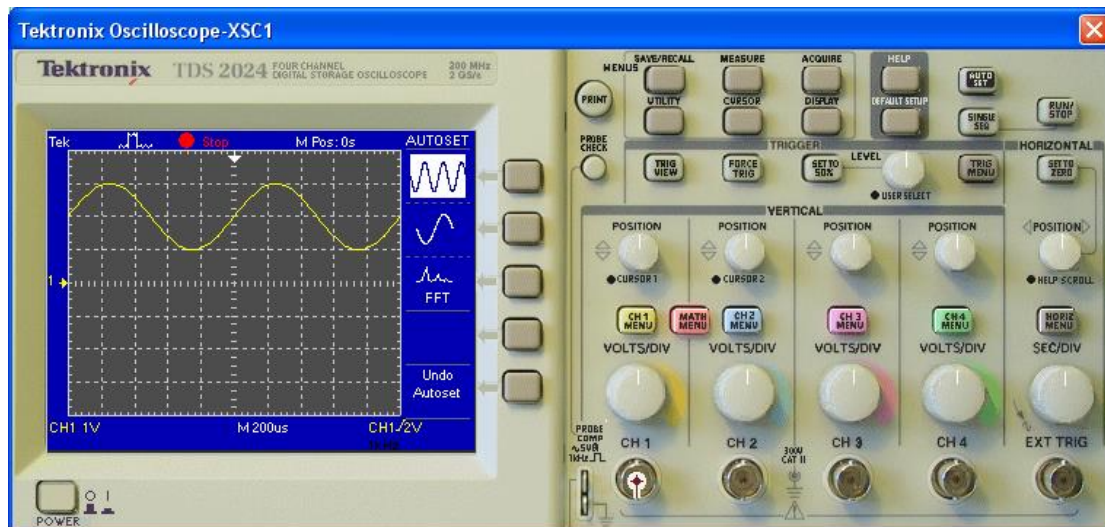 Tektronix Oscilloscope-XSC1
Tektronix TDS 2024 FOUR CHANNEL DIGITAL STORAGE OSCILLOSCOPE
200 MHz
2 GS/s
Tek Stop M Pos: 0s AUTOSET
FFT
Undo
Autoset
1
CH1 1V M 200us CH1 / 2V
POWER
MENUS
SAVE/RECALL MEASURE ACQUIRE HELP
PRINT
AUTO
SET
UTILITY CURSOR DISPLAY DEFAULT SETUP
SINGLE
SEQ
RUN/
STOP
PROBE
CHECK
TRIGGER
HORIZONTAL
TRIG
VIEW
FORCE
TRIG
SET TO
50%
LEVEL
USER SELECT
TRIG
MENU
SET TO
ZERO
VERTICAL
POSITION POSITION POSITION POSITION POSITION
CURSOR 1 CURSOR 2 HELP SCROLL
CH 1
MENU
MATH
MENU
CH 2
MENU
CH 3
MENU
CH 4
MENU
HORIZ
MENU
VOLTS/DIV VOLTS/DIV VOLTS/DIV VOLTS/DIV SEC/DIV
PROBE
COMP
~5V@
1kHz
CH 1 CH 2 CH 3 CH 4 EXT TRIG
300V
CAT II